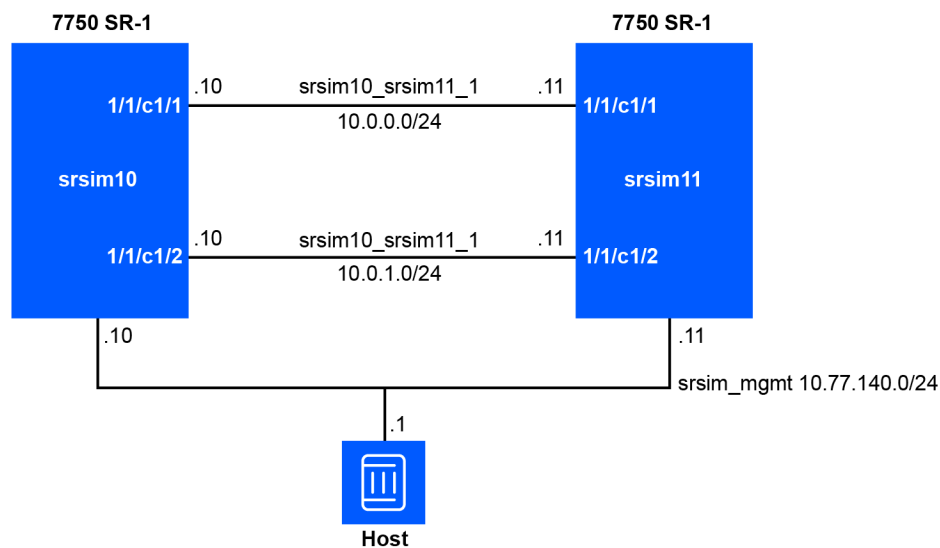 7750 SR-1
7750 SR-1
.10
srsim10_srsim11_1
.11
1/1/c1/1
10.0.0.0/24
1/1/c1/1
srsim10
srsim11
.10
srsim10_srsim11_1
.11
1/1/c1/2
10.0.1.0/24
1/1/c1/2
.10
.11
srsim_mgmt 10.77.140.0/24
.1
Host